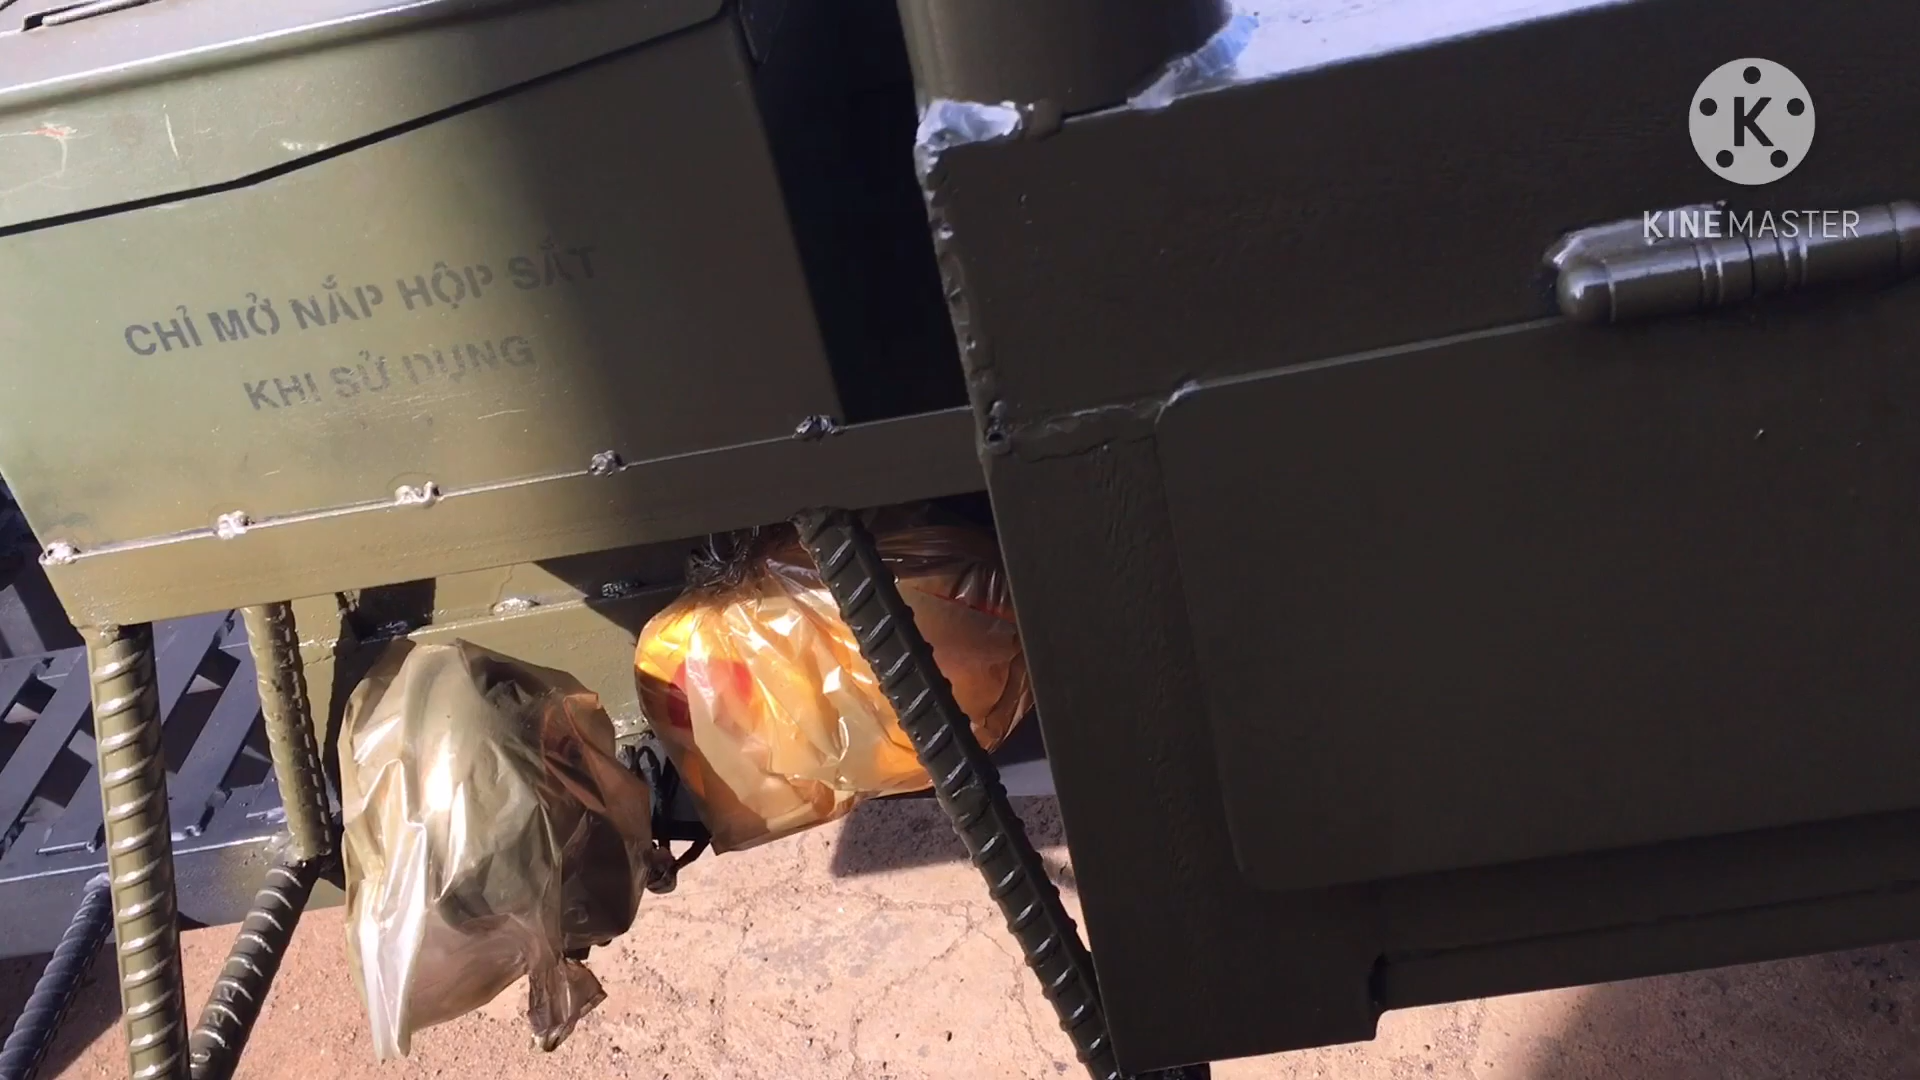 CHỈ MỞ NẮP HỘP SẮT
KHI SỬ DỤNG
K
KINEMASTER